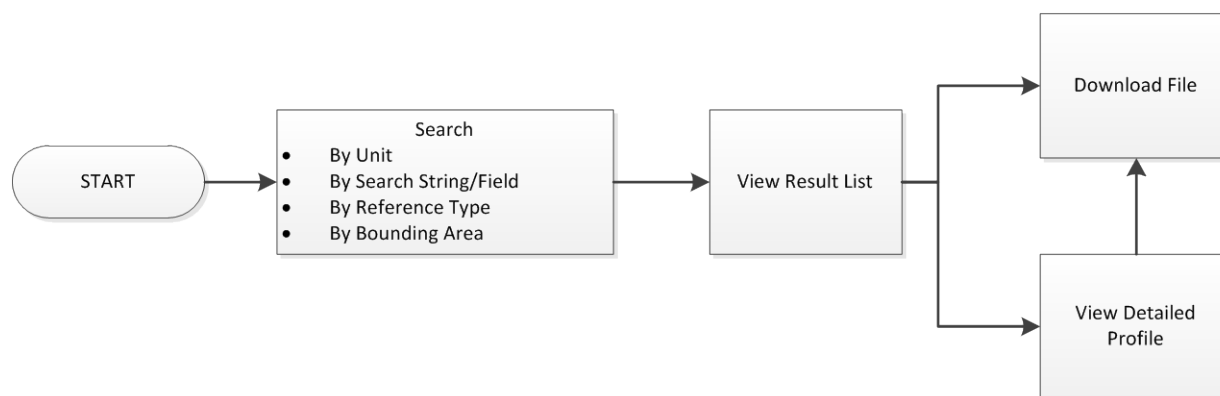 START
Search
• By Unit
• By Search String/Field
• By Reference Type
• By Bounding Area
View Result List
Download File
View Detailed
Profile